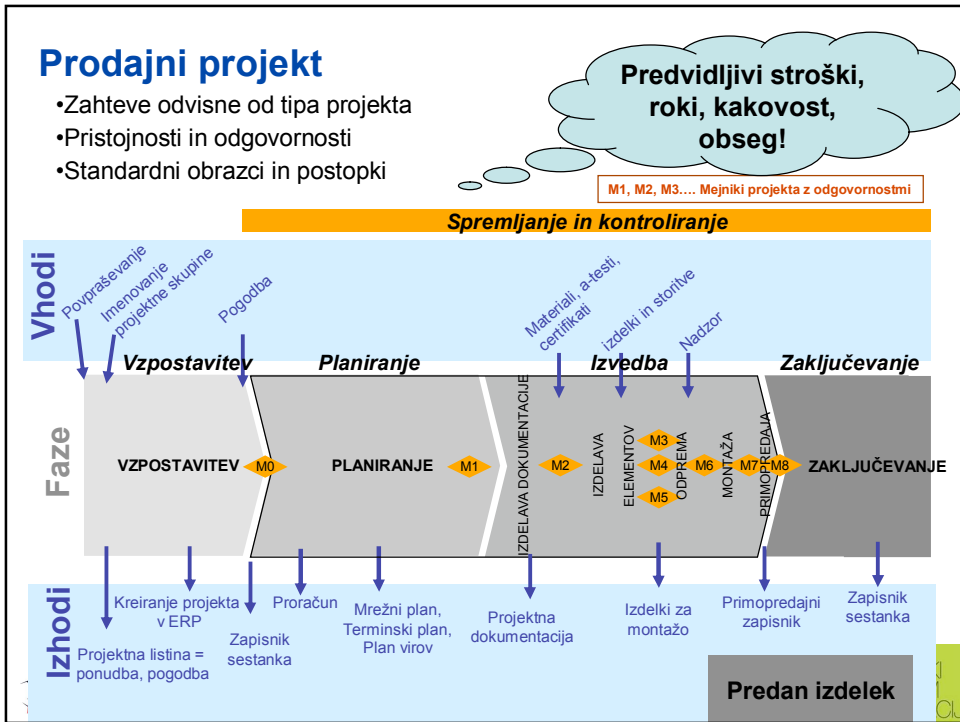 Prodajni projekt
•Zahteve odvisne od tipa projekta
•Pristojnosti in odgovornosti
•Standardni obrazci in postopki
Predvidljivi stroški,
roki, kakovost,
obseg!
M1, M2, M3.... Mejniki projekta z odgovornostmi
Spremljanje in kontroliranje
Vhodi
Povpraševanje
Imenovanje
projektne skupine
Pogodba
Materiali, a-testi,
certifikati
izdelki in storitve
Nadzor
Vzpostavitev
Planiranje
Izvedba
Zaključevanje
Faze
VZPOSTAVITEV
M0
PLANIRANJE
M1
IZDELAVA DOKUMENTACIJE
M2
IZDELAVA
ELEMENTOV
M3
M4
M5
ODPREMA
M6
MONTAŽA
M7
PRIMOPREDAJA
M8
ZAKLJUČEVANJE
Izhodi
Projektna listina =
ponudba, pogodba
Kreiranje projekta
v ERP
Zapisnik
sestanka
Proračun
Mrežni plan,
Terminski plan,
Plan virov
Projektna
dokumentacija
Izdelki za
montažo
Primopredajni
zapisnik
Zapisnik
sestanka
Predan izdelek